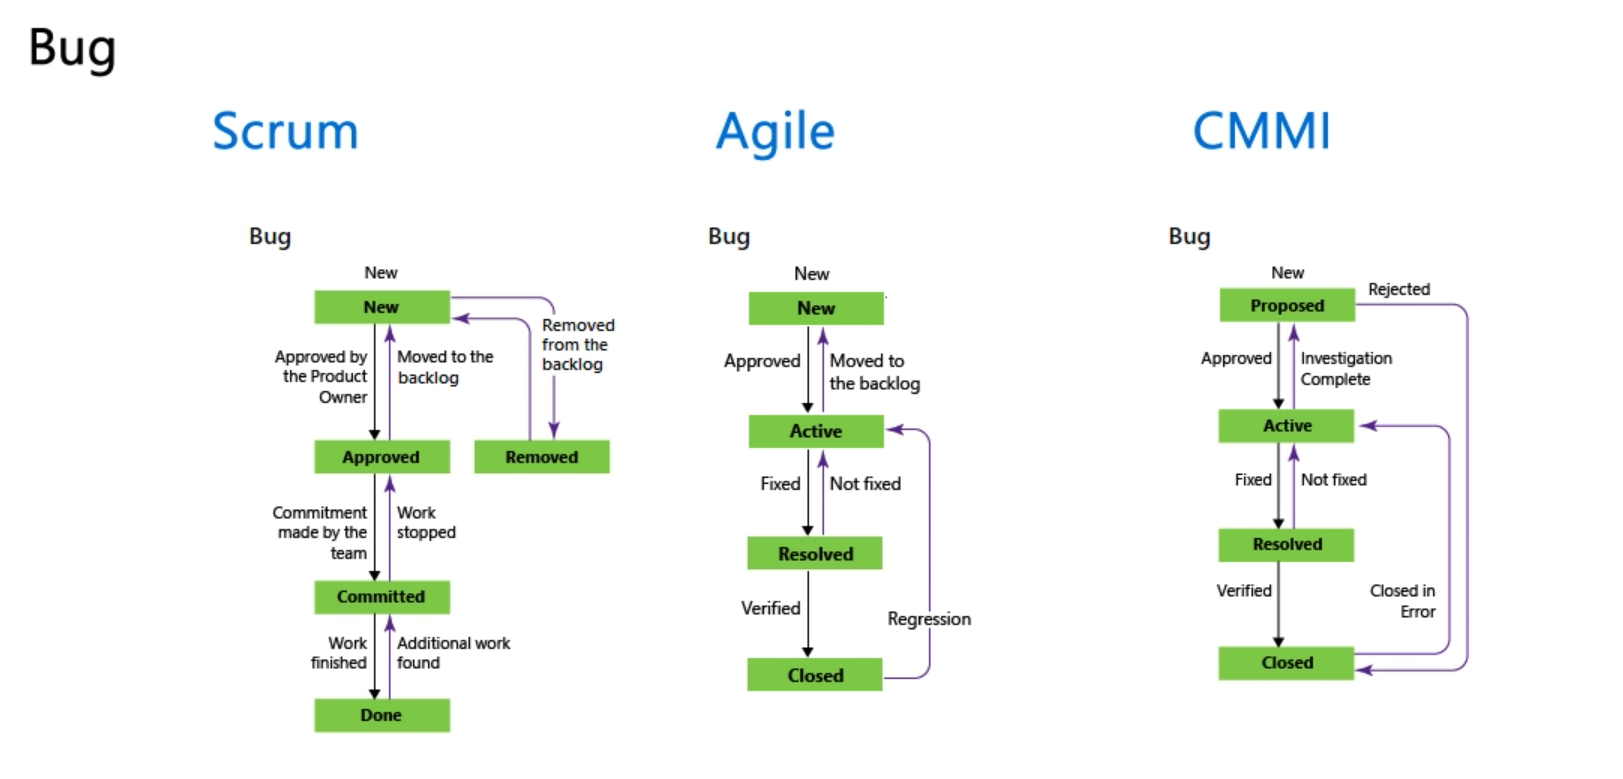 Bug
Scrum
Agile
CMMI
Bug
New
New
Removed
from the
backlog
Approved by
the Product
Owner
Moved to the
backlog
Approved
Removed
Commitment
made by the
team
Work
stopped
Committed
Work
finished
Additional work
found
Done
Bug
New
New
Approved
Moved to
the backlog
Active
Fixed
Not fixed
Resolved
Verified
Regression
Closed
Bug
New
Proposed
Rejected
Approved
Investigation
Complete
Active
Fixed
Not fixed
Resolved
Verified
Closed in
Error
Closed